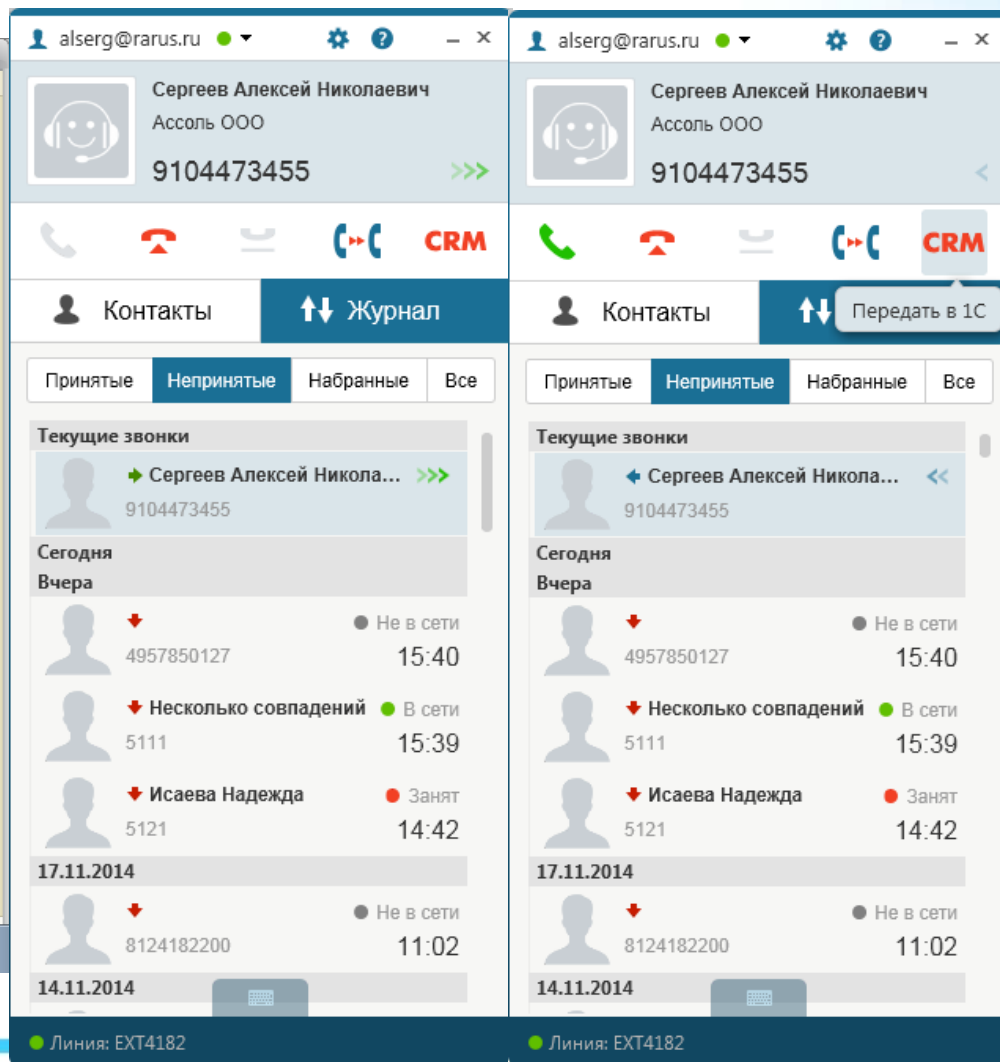 alserg@rarus.ru
Сергеев Алексей Николаевич
Ассоль ООО
9104473455
CRM
Контакты
Журнал
Принятые Непринятые Набранные Все
Текущие звонки
Сергеев Алексей Никола...
9104473455
Сегодня
Вчера
Не в сети
4957850127 15:40
Несколько совпадений В сети
5111 15:39
Исаева Надежда Занят
5121 14:42
17.11.2014
Не в сети
8124182200 11:02
14.11.2014
Линия: EXT4182
alserg@rarus.ru
Сергеев Алексей Николаевич
Ассоль ООО
9104473455
CRM
Контакты
Передать в 1С
Принятые Непринятые Набранные Все
Текущие звонки
Сергеев Алексей Никола...
9104473455
Сегодня
Вчера
Не в сети
4957850127 15:40
Несколько совпадений В сети
5111 15:39
Исаева Надежда Занят
5121 14:42
17.11.2014
Не в сети
8124182200 11:02
14.11.2014
Линия: EXT4182